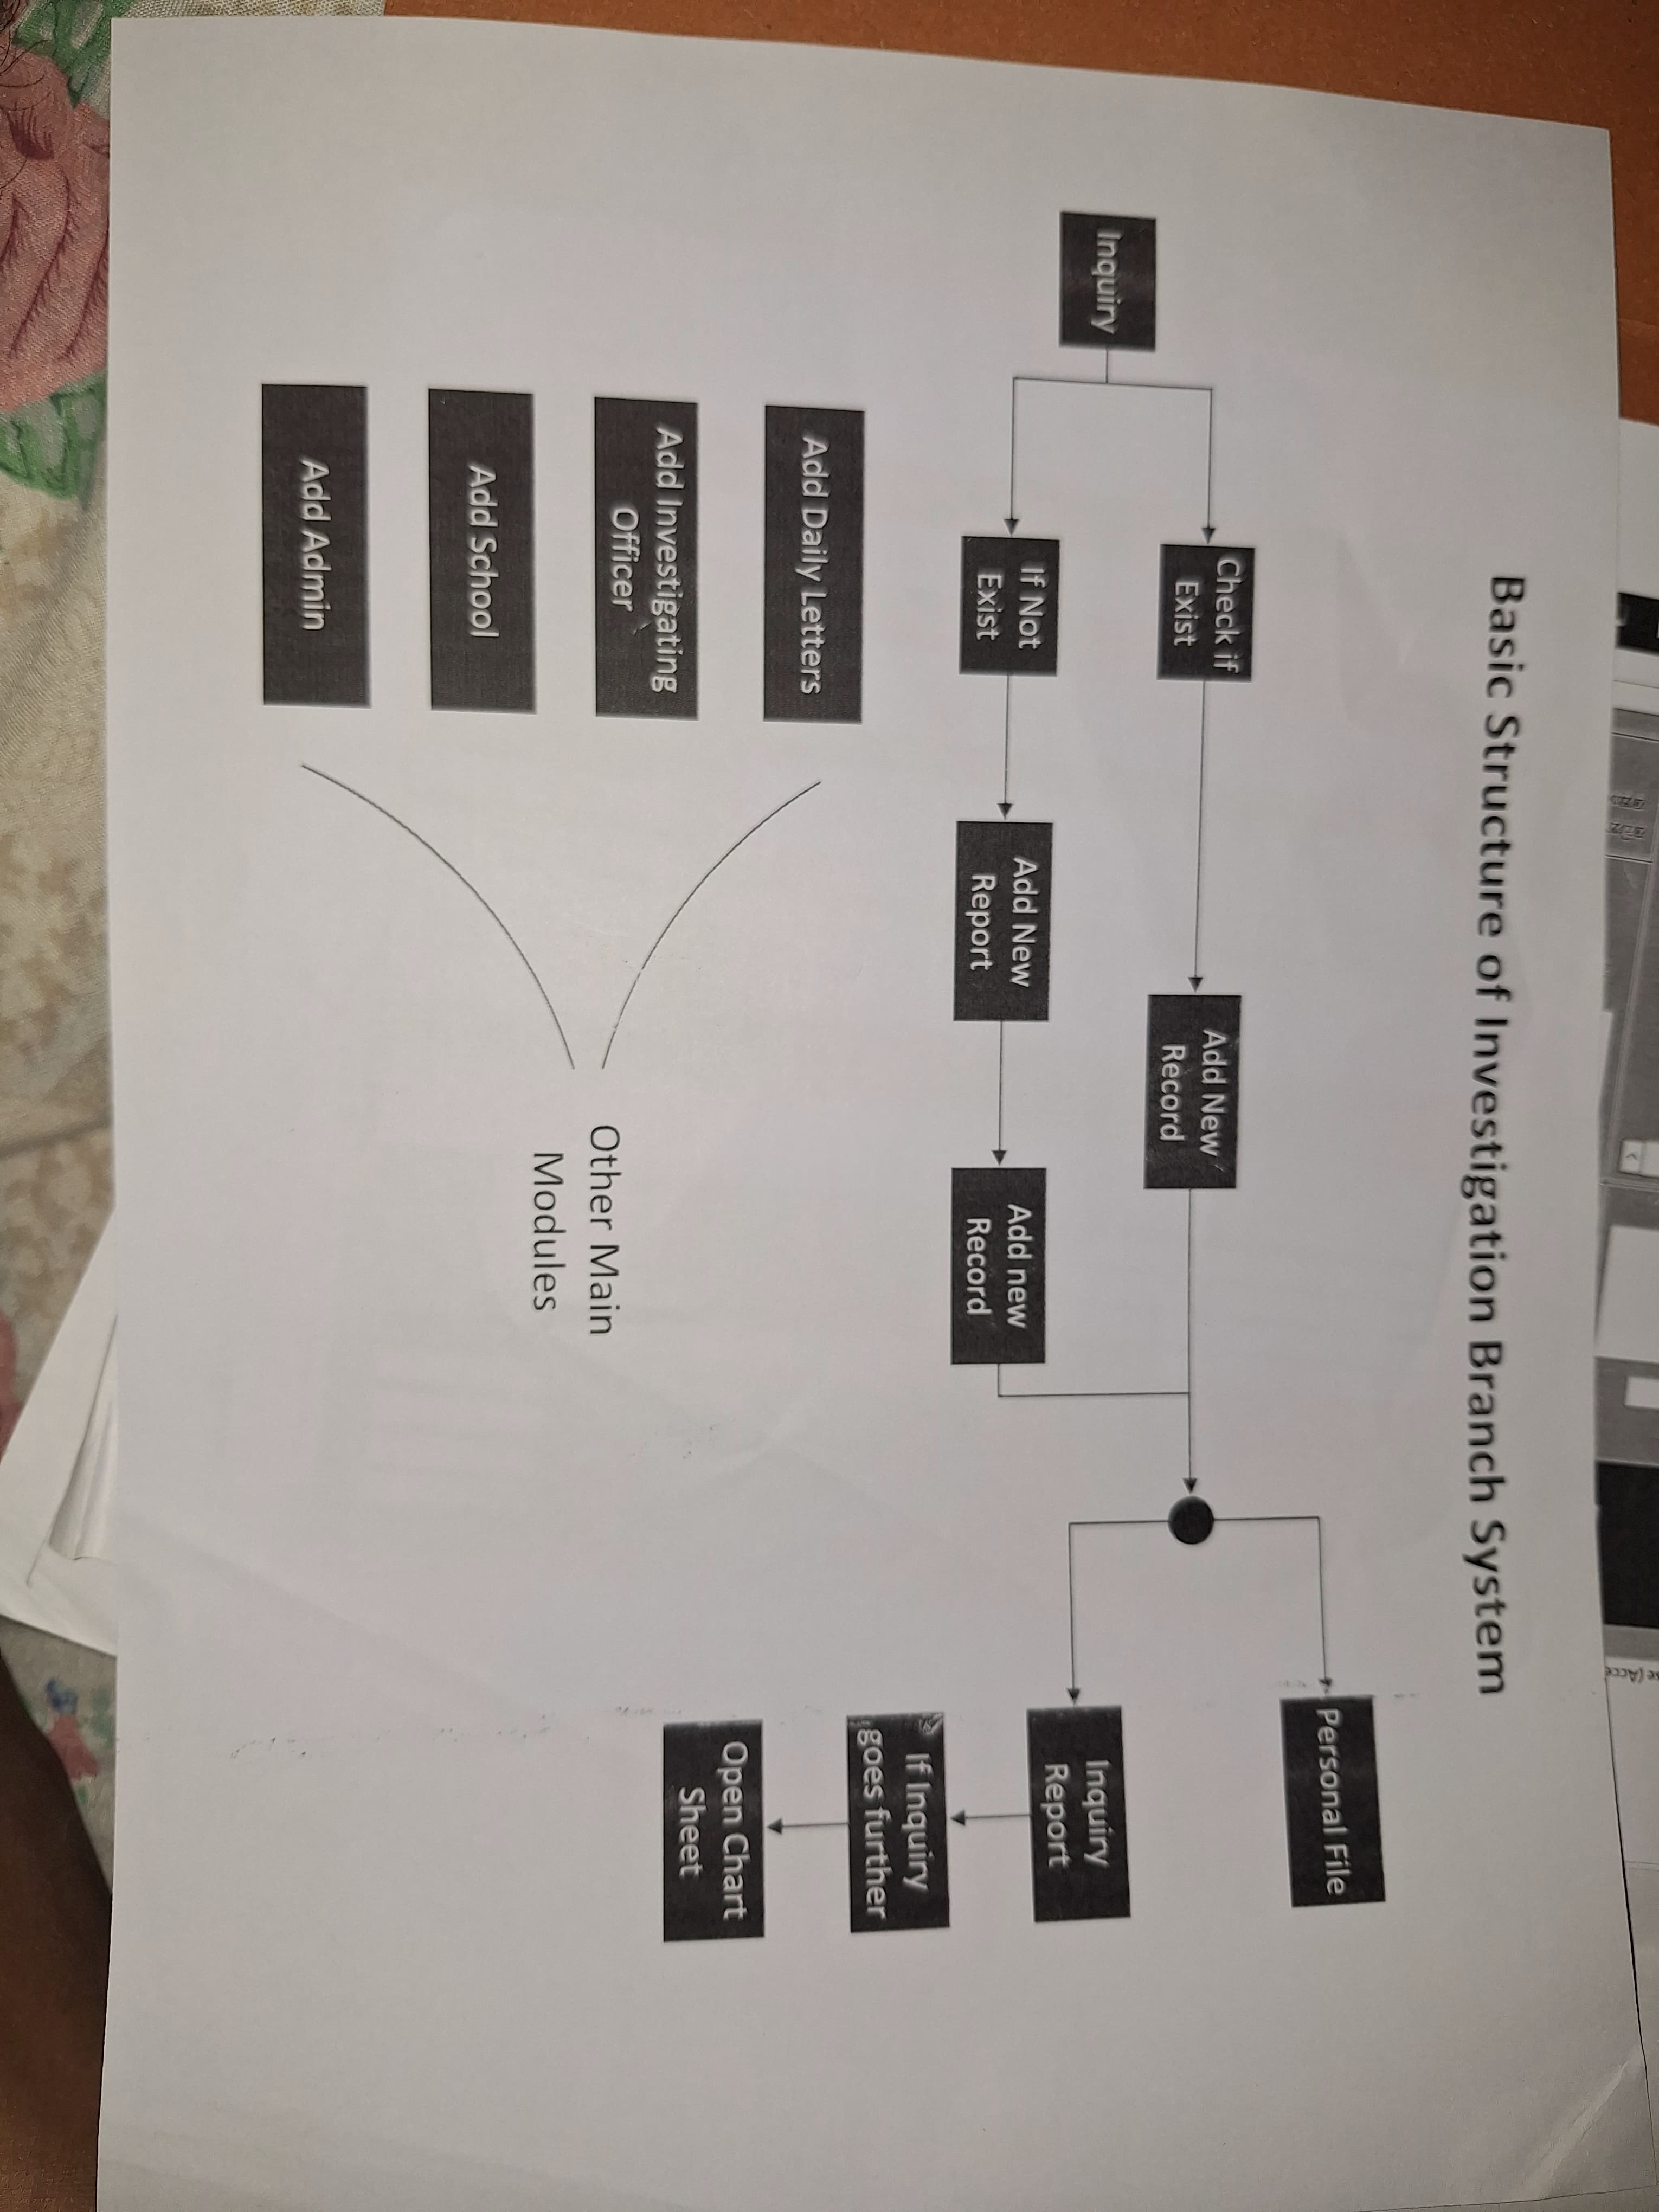 Basic Structure of Investigation Branch System
Personal File
Check if
Exist
Add New
Record
Inquiry
Inquiry
Report
If Not
Exist
Add New
Report
Add new
Record
If Inquiry
goes further
Open Chart
Sheet
Add Daily Letters
Add Investigating
Officer
Add School
Add Admin
Other Main
Modules